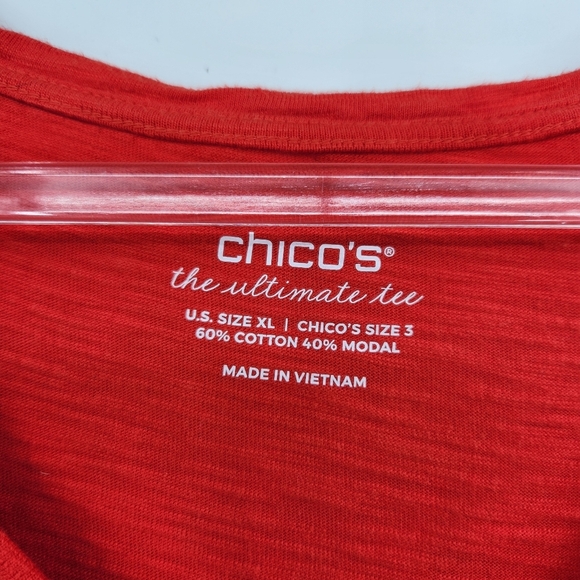 chico's®
the ultimate tee
U.S. SIZE XL | CHICO'S SIZE 3
60% COTTON 40% MODAL
MADE IN VIETNAM